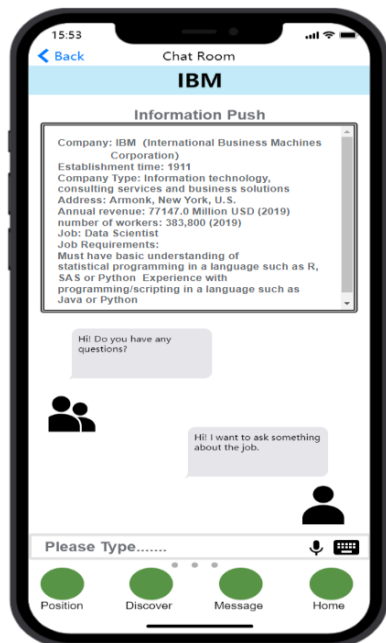 15:53
Back
Chat Room
IBM
Information Push
Company: IBM (International Business Machines
Corporation)
Establishment time: 1911
Company Type: Information technology,
consulting services and business solutions
Address: Armonk, New York, U.S.
Annual revenue: 77147.0 Million USD (2019)
number of workers: 383,800 (2019)
Job: Data Scientist
Job Requirements:
Must have basic understanding of
statistical programming in a language such as R,
SAS or Python Experience with
programming/scripting in a language such as
Java or Python
Hi! Do you have any
questions?
Hi! I want to ask something
about the job.
Please Type.......
Position Discover Message Home